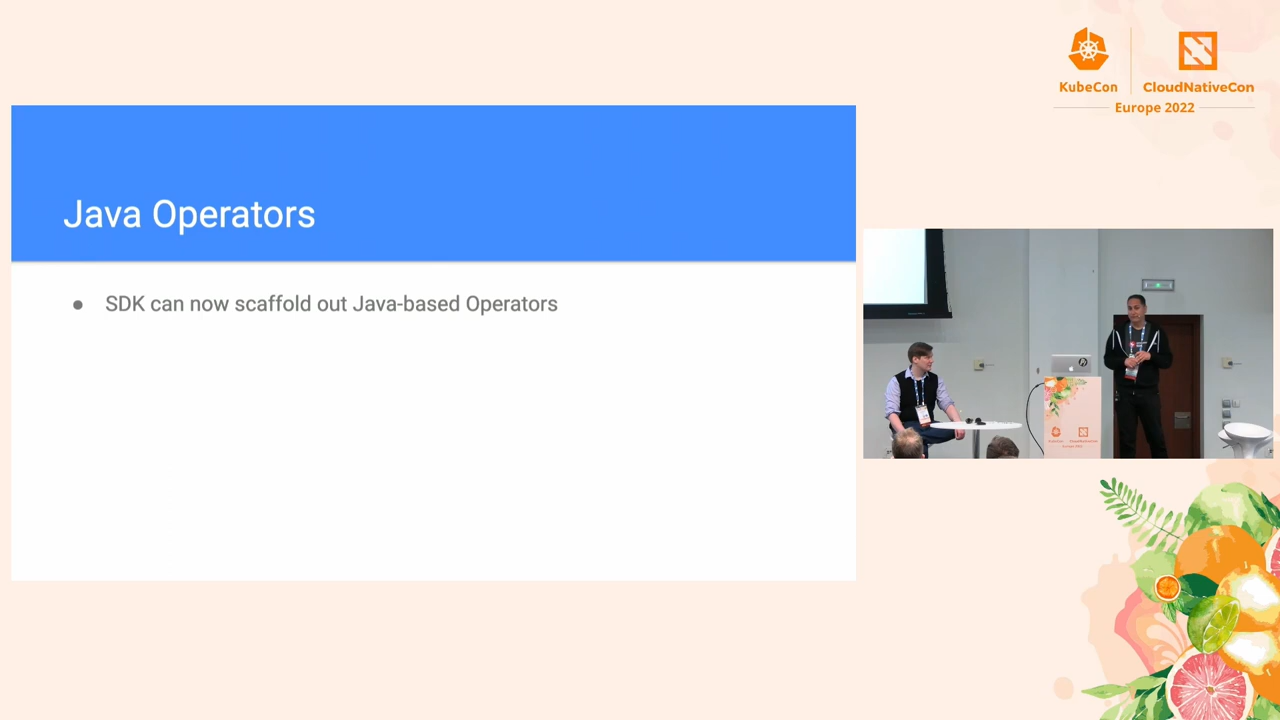 KubeCon
CloudNativeCon
Europe 2022
Java Operators
● SDK can now scaffold out Java-based Operators